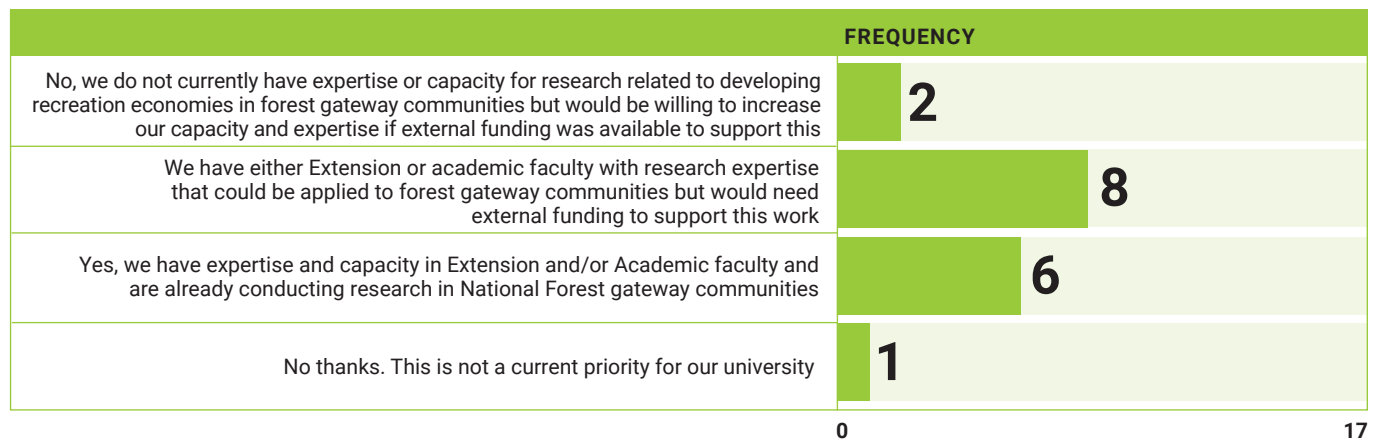 FREQUENCY
No, we do not currently have expertise or capacity for research related to developing
recreation economies in forest gateway communities but would be willing to increase
our capacity and expertise if external funding was available to support this
2
We have either Extension or academic faculty with research expertise
that could be applied to forest gateway communities but would need
external funding to support this work
8
Yes, we have expertise and capacity in Extension and/or Academic faculty and
are already conducting research in National Forest gateway communities
6
No thanks. This is not a current priority for our university
1
0 17